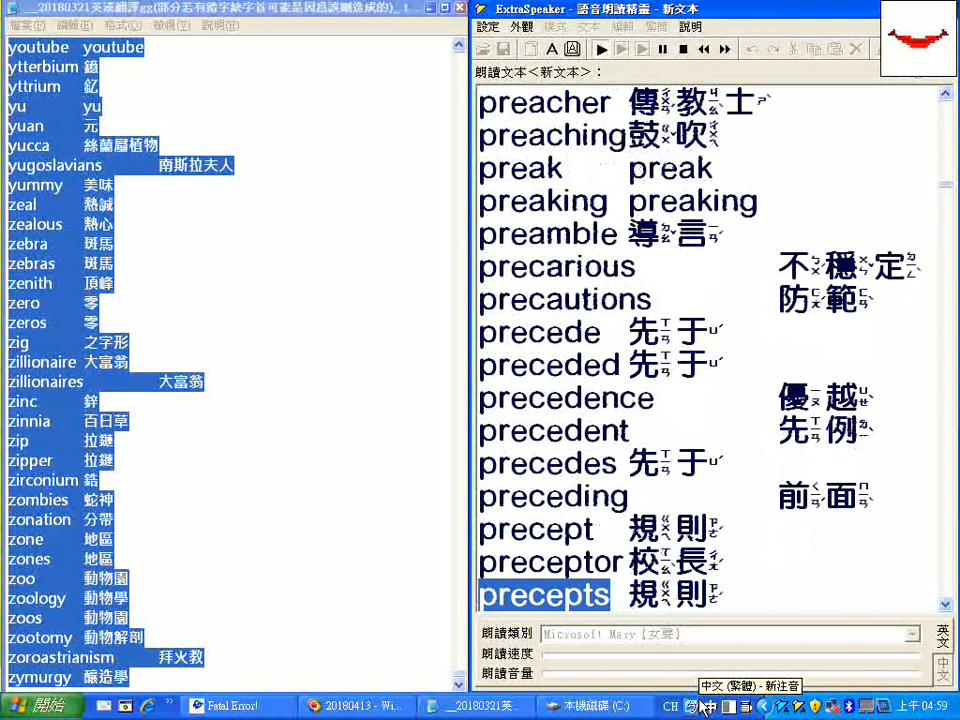 __20180321英漢翻譯gg(部分若有錯字缺字首可能是因為誤刪造成的)_1
檔案(F) 編輯(E) 格式(O) 檢視(V) 說明(H)
youtube youtube
ytterbium 鐿
yttrium 釔
yu yu
yuan 元
yucca 絲蘭屬植物
yugoslavians 南斯拉夫人
yummy 美味
zeal 熱誠
zealous 熱心
zebra 斑馬
zebras 斑馬
zenith 頂峰
zero 零
zeros 零
zig 之字形
zillionaire 大富翁
zillionaires 大富翁
zinc 鋅
zinnia 百日草
zip 拉鏈
zipper 拉鏈
zirconium 鋯
zombies 蛇神
zonation 分帶
zone 地區
zones 地區
zoo 動物園
zoology 動物學
zoos 動物園
zootomy 動物解剖
zoroastrianism 拜火教
zymurgy 釀造學
ExtraSpeaker - 語音朗讀精靈 - 新文本
設定 外觀 模式 文本 編輯 繁簡 說明
朗讀文本<新文本>：
preacher 傳教士
preaching 鼓吹
preak preak
preaking preaking
preamble 導言
precarious 不穩定
precautions 防範
precede 先于
preceded 先于
precedence 優越
precedent 先例
precedes 先于
preceding 前面
precept 規則
preceptor 校長
precepts 規則
朗讀類別 Microsoft Mary【女聲】
朗讀速度
朗讀音量
英文
中文
中文 (繁體) - 新注音
開始
Fatal Error!
20180413 - Wi...
__20180321英...
本機磁碟 (C:)
CH
上午 04:59